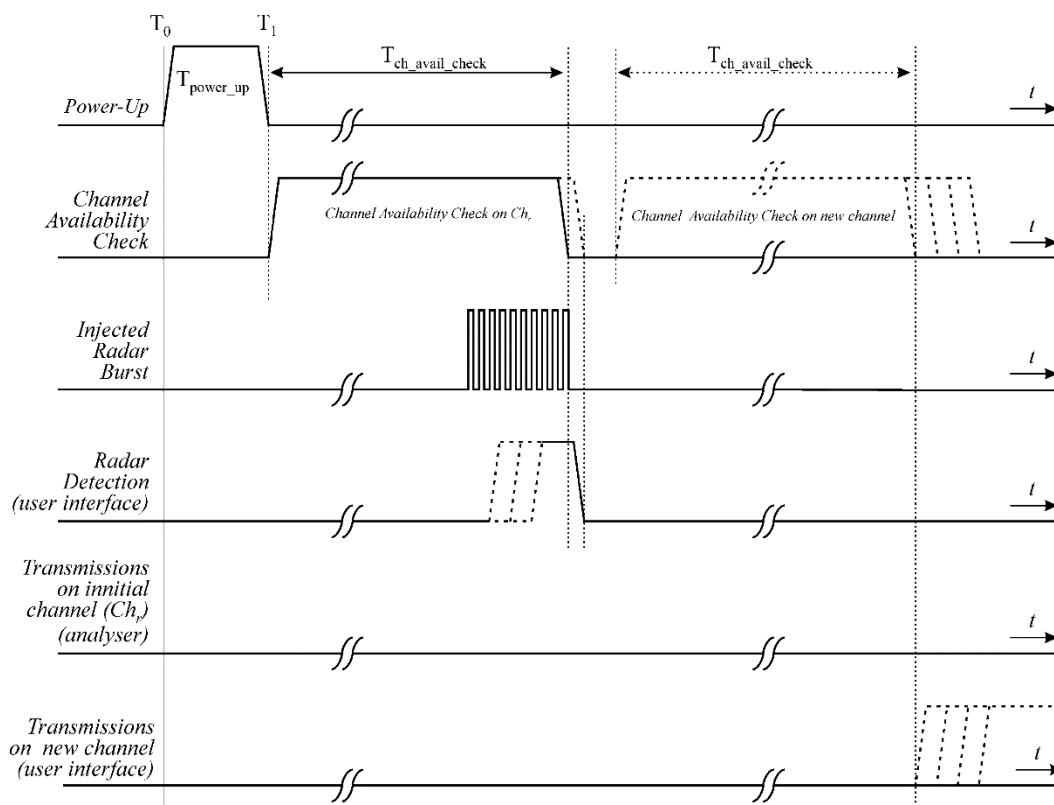 T0 T1
Tch_avail_check Tch_avail_check
Tpower_up
Power-Up
t
Channel
Availability
Check
Channel Availability Check on Chr
Channel Availability Check on new channel
t
Injected
Radar
Burst
t
Radar
Detection
(user interface)
t
Transmissions
on innitial
channel (Chr)
(analyser)
t
Transmissions
on new channel
(user interface)
t